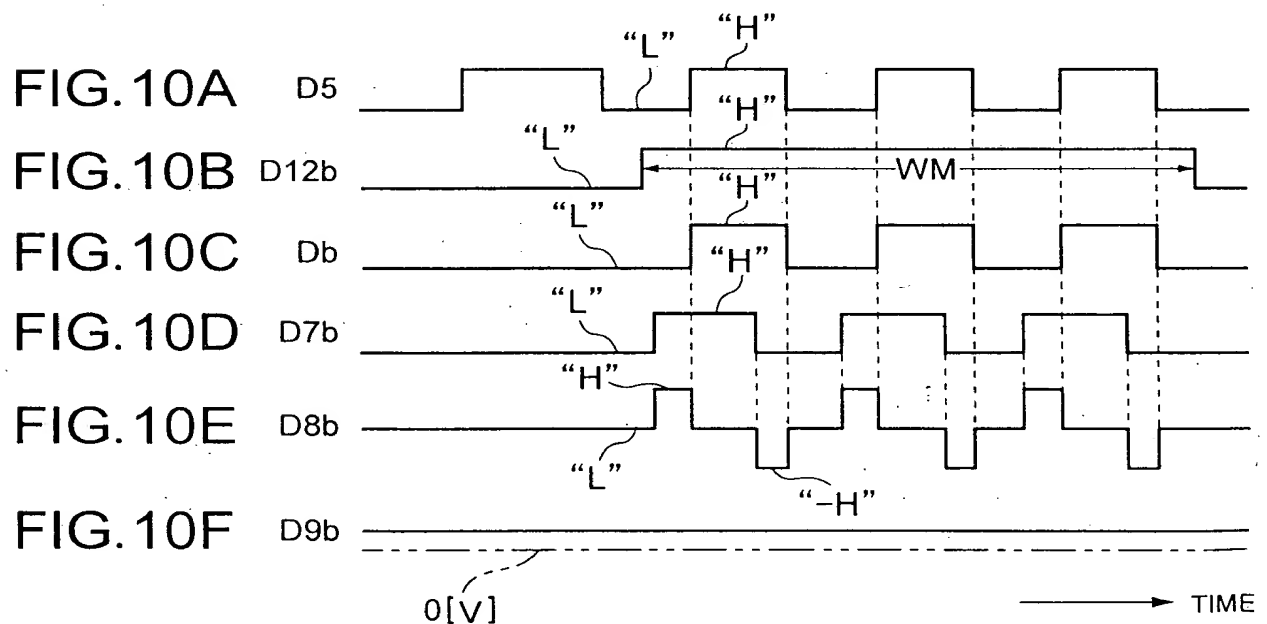 FIG.10A D5 “L” “H”
FIG.10B D12b “L” “H” WM
FIG.10C Db “L” “H”
FIG.10D D7b “L” “H”
FIG.10E D8b “H” “L” “–H”
FIG.10F D9b
0[V]
TIME